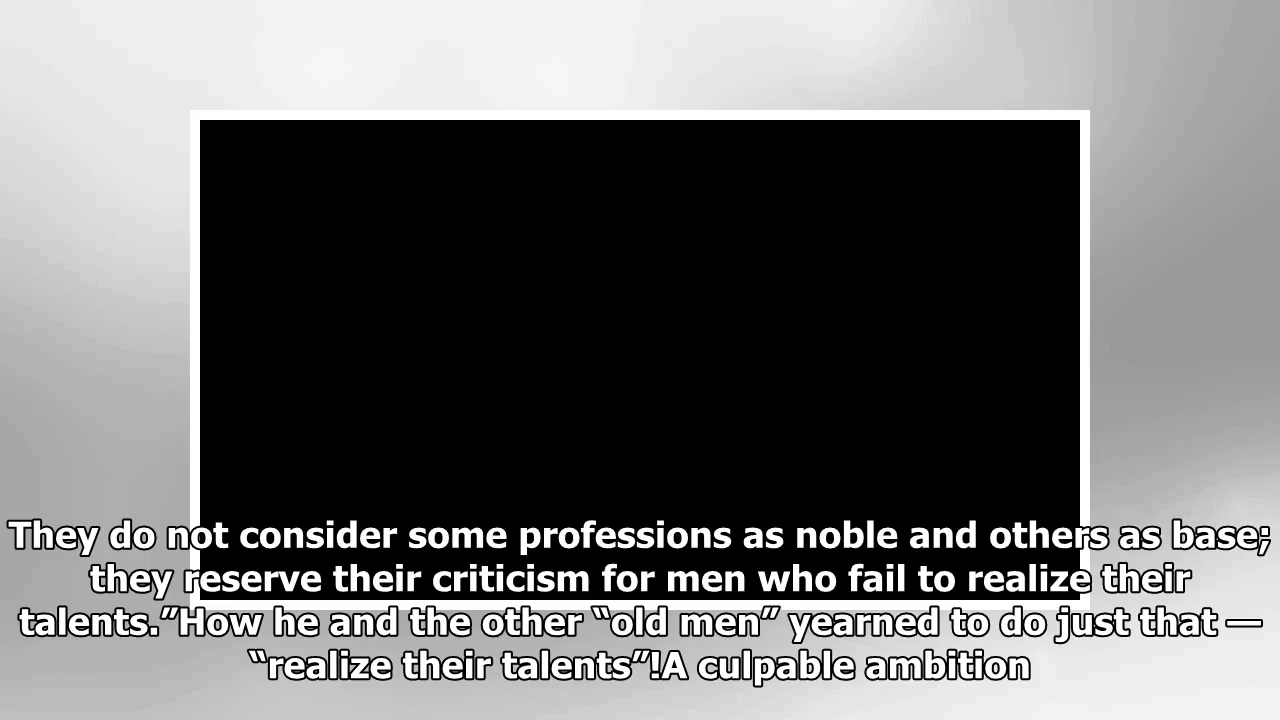 They do not consider some professions as noble and others as base;
they reserve their criticism for men who fail to realize their
talents.”How he and the other “old men” yearned to do just that —
“realize their talents”!A culpable ambition